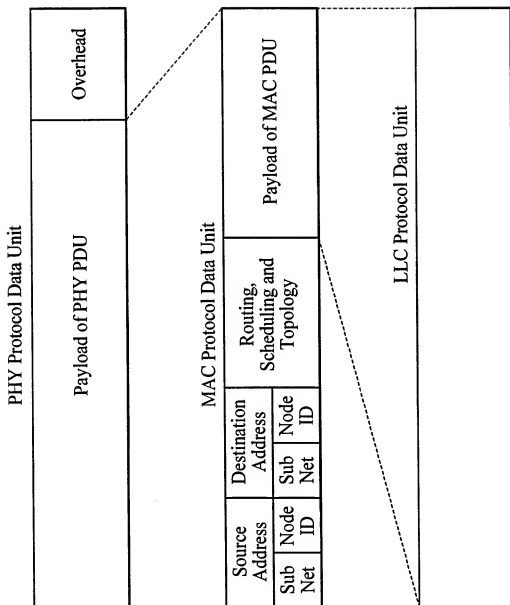 PHY Protocol Data Unit
Payload of PHY PDU
Overhead
MAC Protocol Data Unit
Source
Address
Sub
Net
Node
ID
Destination
Address
Sub
Net
Node
ID
Routing,
Scheduling and
Topology
Payload of MAC PDU
LLC Protocol Data Unit